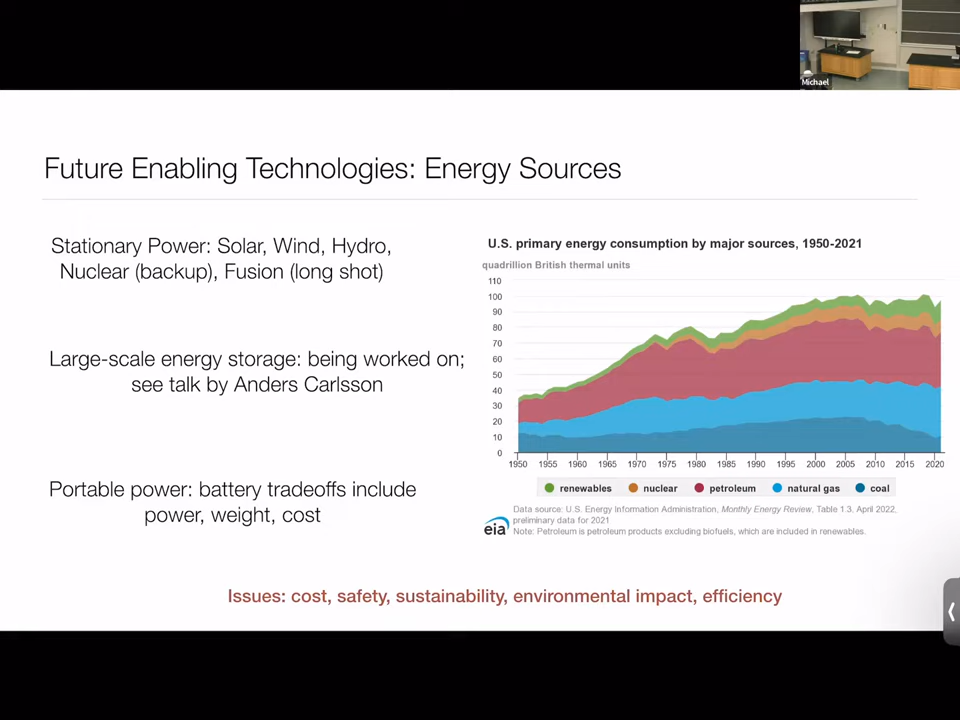 Michael
Future Enabling Technologies: Energy Sources
Stationary Power: Solar, Wind, Hydro,
Nuclear (backup), Fusion (long shot)
Large-scale energy storage: being worked on;
see talk by Anders Carlsson
Portable power: battery tradeoffs include
power, weight, cost
U.S. primary energy consumption by major sources, 1950-2021
quadrillion British thermal units
110
100
90
80
70
60
50
40
30
20
10
0
1950 1955 1960 1965 1970 1975 1980 1985 1990 1995 2000 2005 2010 2015 2020
renewables nuclear petroleum natural gas coal
eia
Data source: U.S. Energy Information Administration, Monthly Energy Review, Table 1.3, April 2022,
preliminary data for 2021
Note: Petroleum is petroleum products excluding biofuels, which are included in renewables.
Issues: cost, safety, sustainability, environmental impact, efficiency